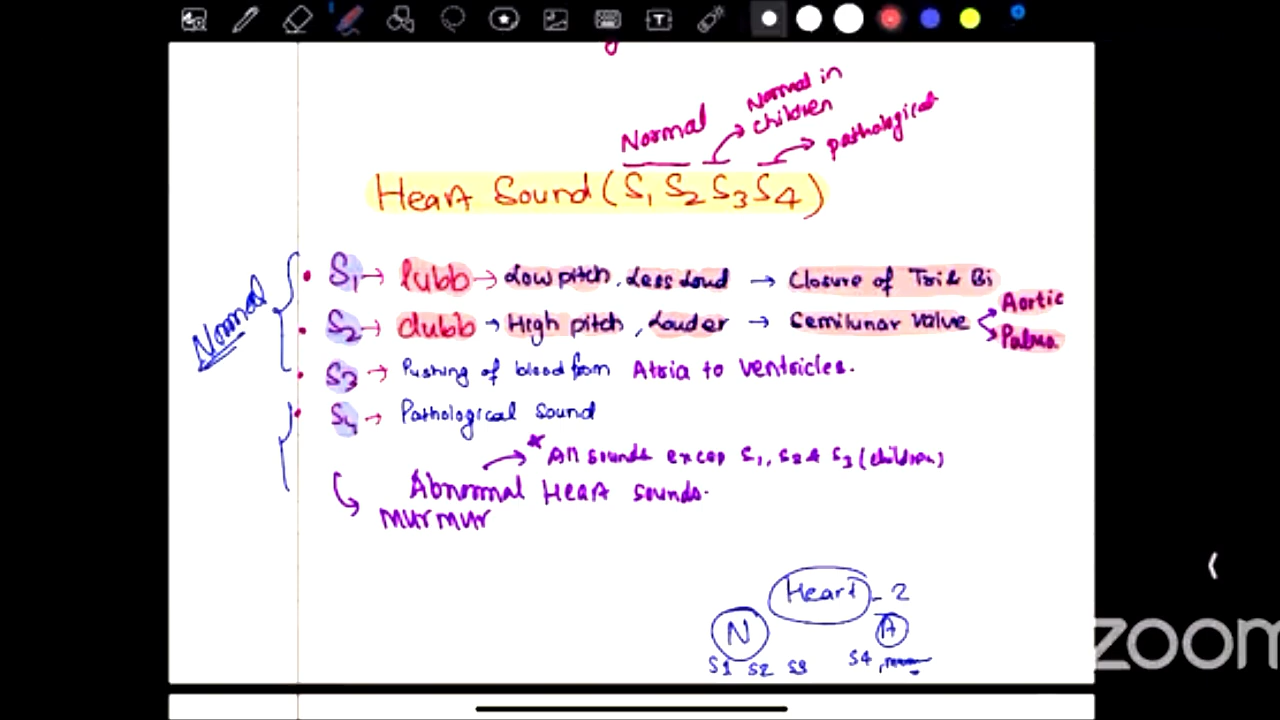 Normal
Normal in
children
pathological
Heart Sound (S1 S2 S3 S4)
Normal
S1 → lubb → Low pitch, Less Loud → Closure of Tri & Bi
S2 → dubb → High pitch, Louder → Semilunar Valve
Aortic
Palmo.
S3 → Pushing of blood from Atria to ventricles.
S4 → Pathological Sound
* All sounds excep S1, S2 & S3 (children)
Abnormal Heart sounds.
murmur
Heart - 2
N
A
S1 S2 S3
S4,
zoom